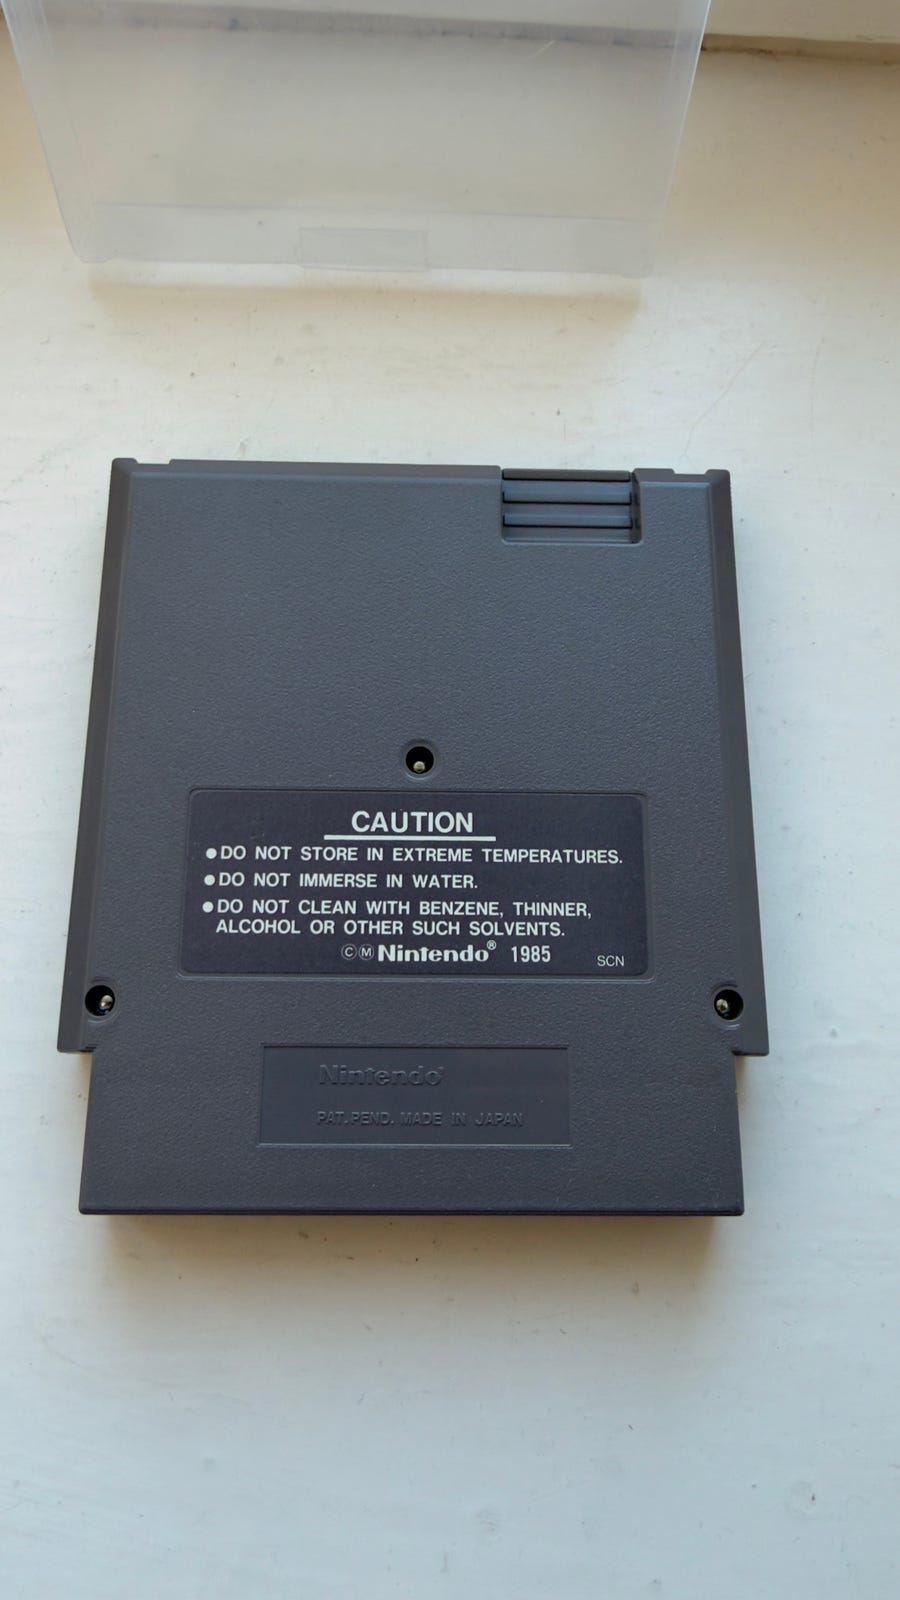 CAUTION
●DO NOT STORE IN EXTREME TEMPERATURES.
●DO NOT IMMERSE IN WATER.
●DO NOT CLEAN WITH BENZENE, THINNER,
ALCOHOL OR OTHER SUCH SOLVENTS.
ⒸⓂNintendo® 1985 SCN
Nintendo®
PAT. PEND. MADE IN JAPAN